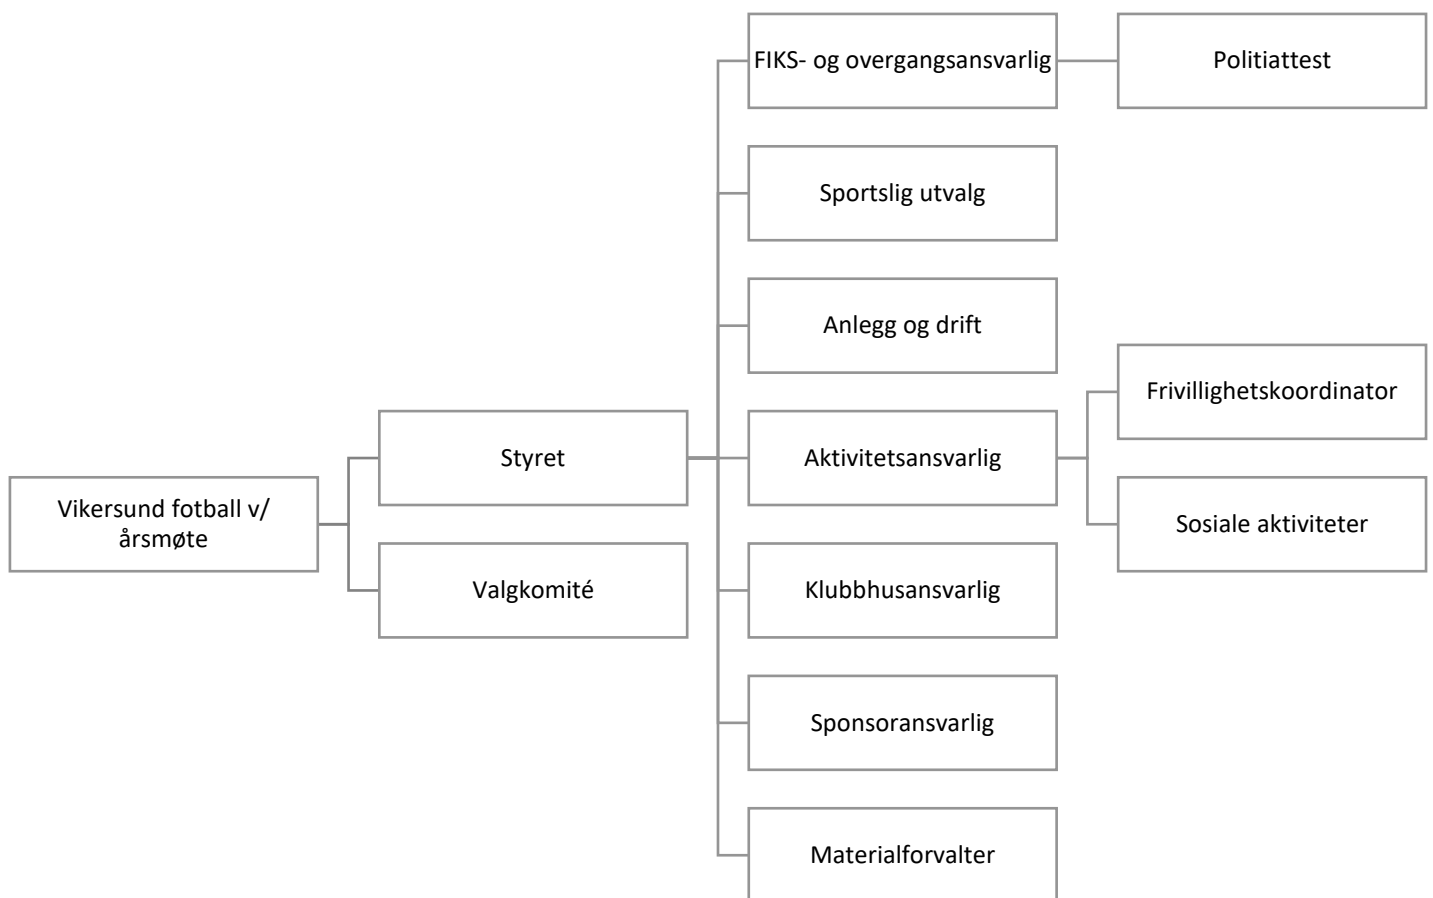 FIKS- og overgangsansvarlig
Politiattest
Sportslig utvalg
Anlegg og drift
Frivillighetskoordinator
Styret
Aktivitetsansvarlig
Vikersund fotball v/
årsmøte
Sosiale aktiviteter
Valgkomité
Klubbhusansvarlig
Sponsoransvarlig
Materialforvalter